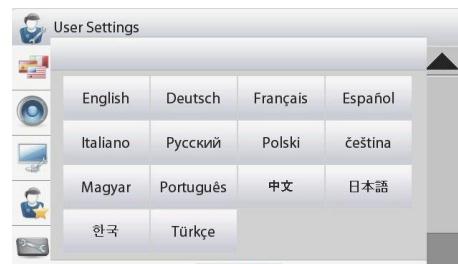 User Settings
English Deutsch Français Español
Italiano Русский Polski čeština
Magyar Português 中文 日本語
한국 Türkçe